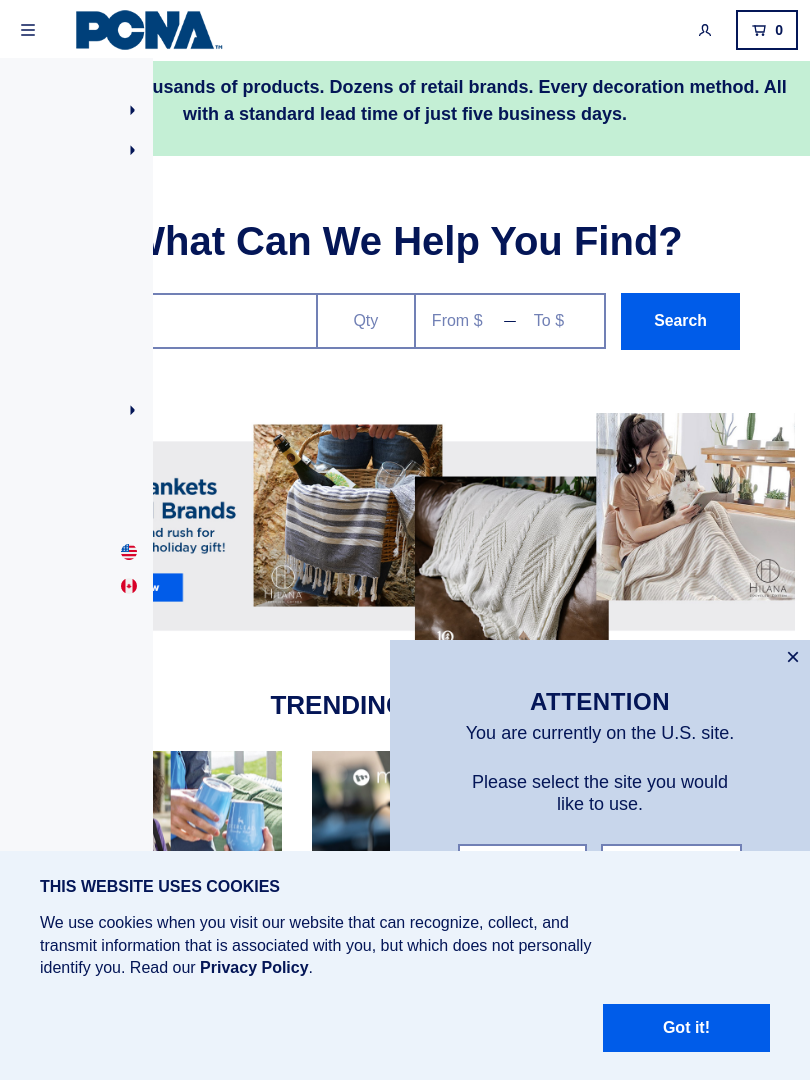 PCNA
TM
0
usands of products. Dozens of retail brands. Every decoration method. All
with a standard lead time of just five business days.
What Can We Help You Find?
Qty
From $
—
To $
Search
ankets
Brands
nd rush for
holiday gift!
HILANA
HILANA
TRENDING
ATTENTION
You are currently on the U.S. site.
Please select the site you would
like to use.
THIS WEBSITE USES COOKIES
We use cookies when you visit our website that can recognize, collect, and
transmit information that is associated with you, but which does not personally
identify you. Read our Privacy Policy.
Got it!